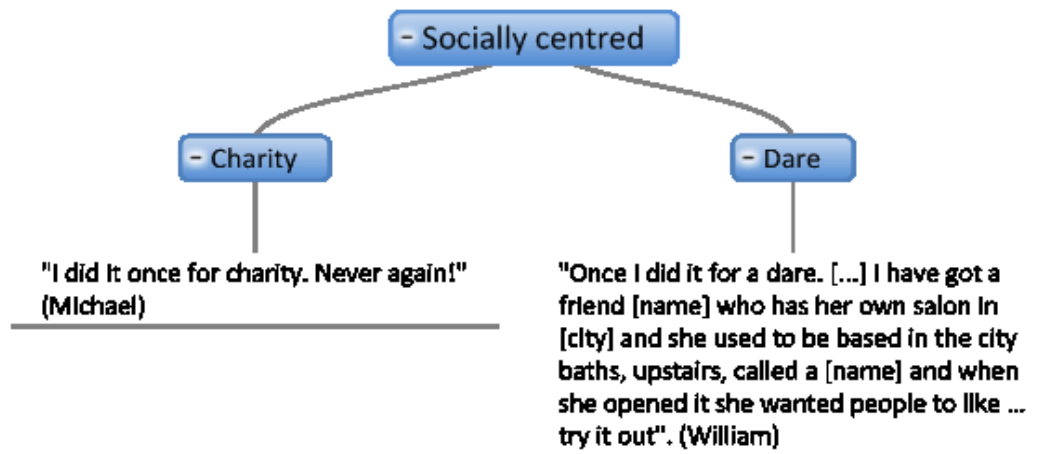 - Socially centred
- Charity
- Dare
"I did it once for charity. Never again!"
(Michael)
"Once I did it for a dare. [...] I have got a
friend [name] who has her own salon in
[city] and she used to be based in the city
baths, upstairs, called a [name] and when
she opened it she wanted people to like ...
try it out". (William)